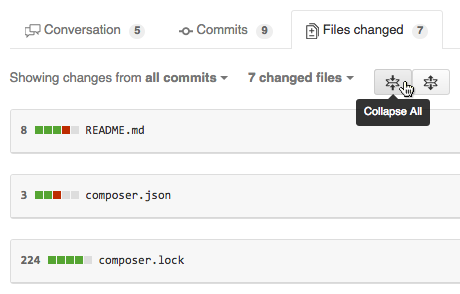 Conversation 5 Commits 9 Files changed 7
Showing changes from all commits 7 changed files
Collapse All
8 README.md
3 composer.json
224 composer.lock